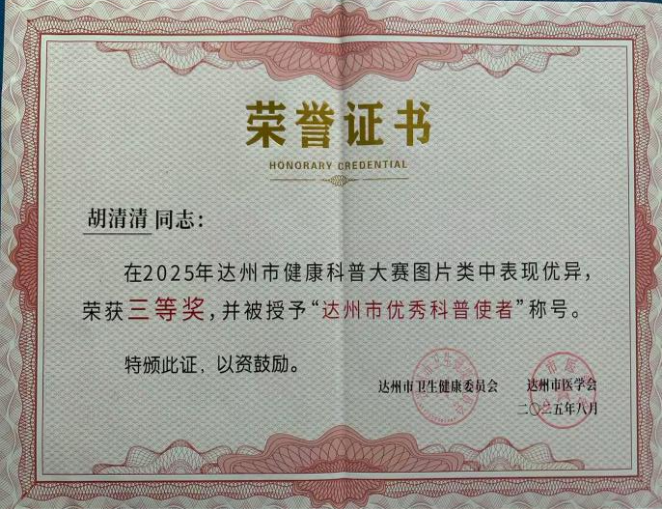 荣誉证书
HONORARY CREDENTIAL
胡清清 同志：
在2025年达州市健康科普大赛图片类中表现优异，
荣获三等奖，并被授予“达州市优秀科普使者”称号。
特颁此证，以资鼓励。
达州市卫生健康委员会 达州市医学会
二〇二五年八月